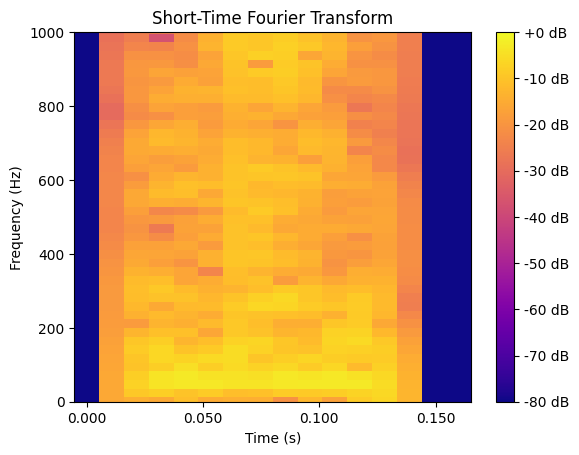 Short-Time Fourier Transform
1000
800
600
400
200
0
Frequency (Hz)
0.000
0.050
0.100
0.150
Time (s)
+0 dB
-10 dB
-20 dB
-30 dB
-40 dB
-50 dB
-60 dB
-70 dB
-80 dB